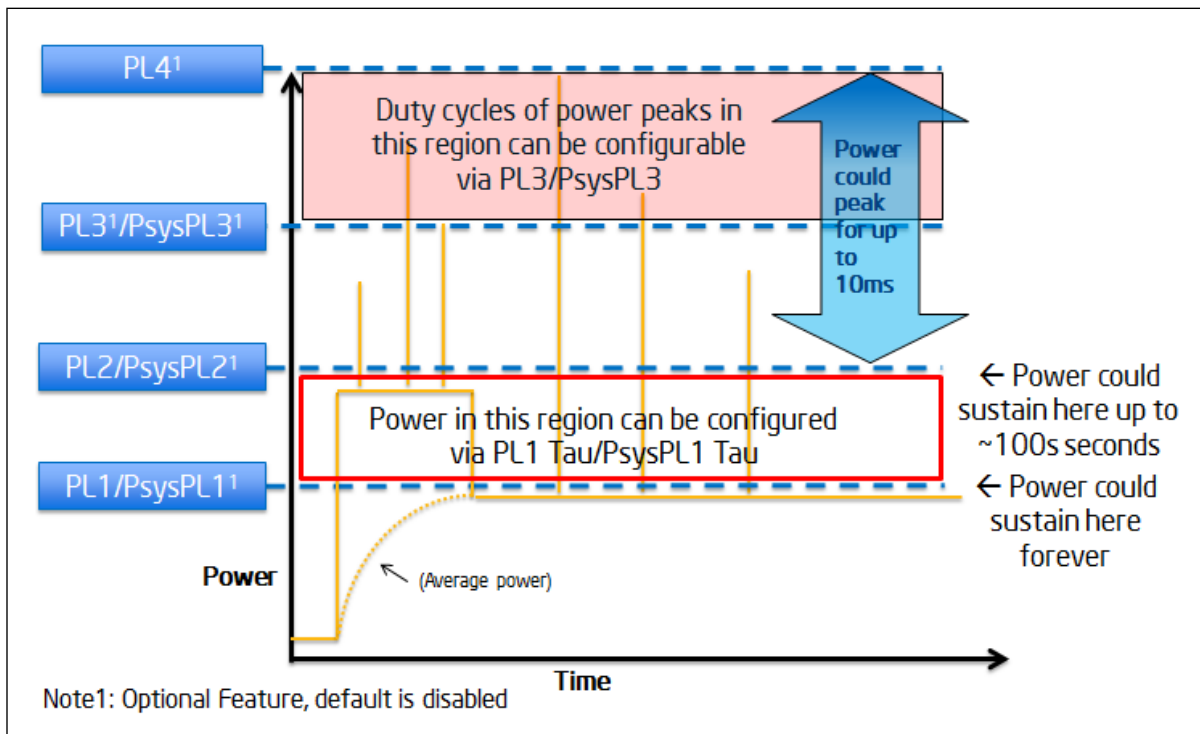 PL4¹
Duty cycles of power peaks in
this region can be configurable
via PL3/PsysPL3
Power
could
peak
for up
to
10ms
PL3¹/PsysPL3¹
PL2/PsysPL2¹
← Power could
sustain here up to
~100s seconds
Power in this region can be configured
via PL1 Tau/PsysPL1 Tau
PL1/PsysPL1¹
← Power could
sustain here
forever
Power
(Average power)
Time
Note1: Optional Feature, default is disabled